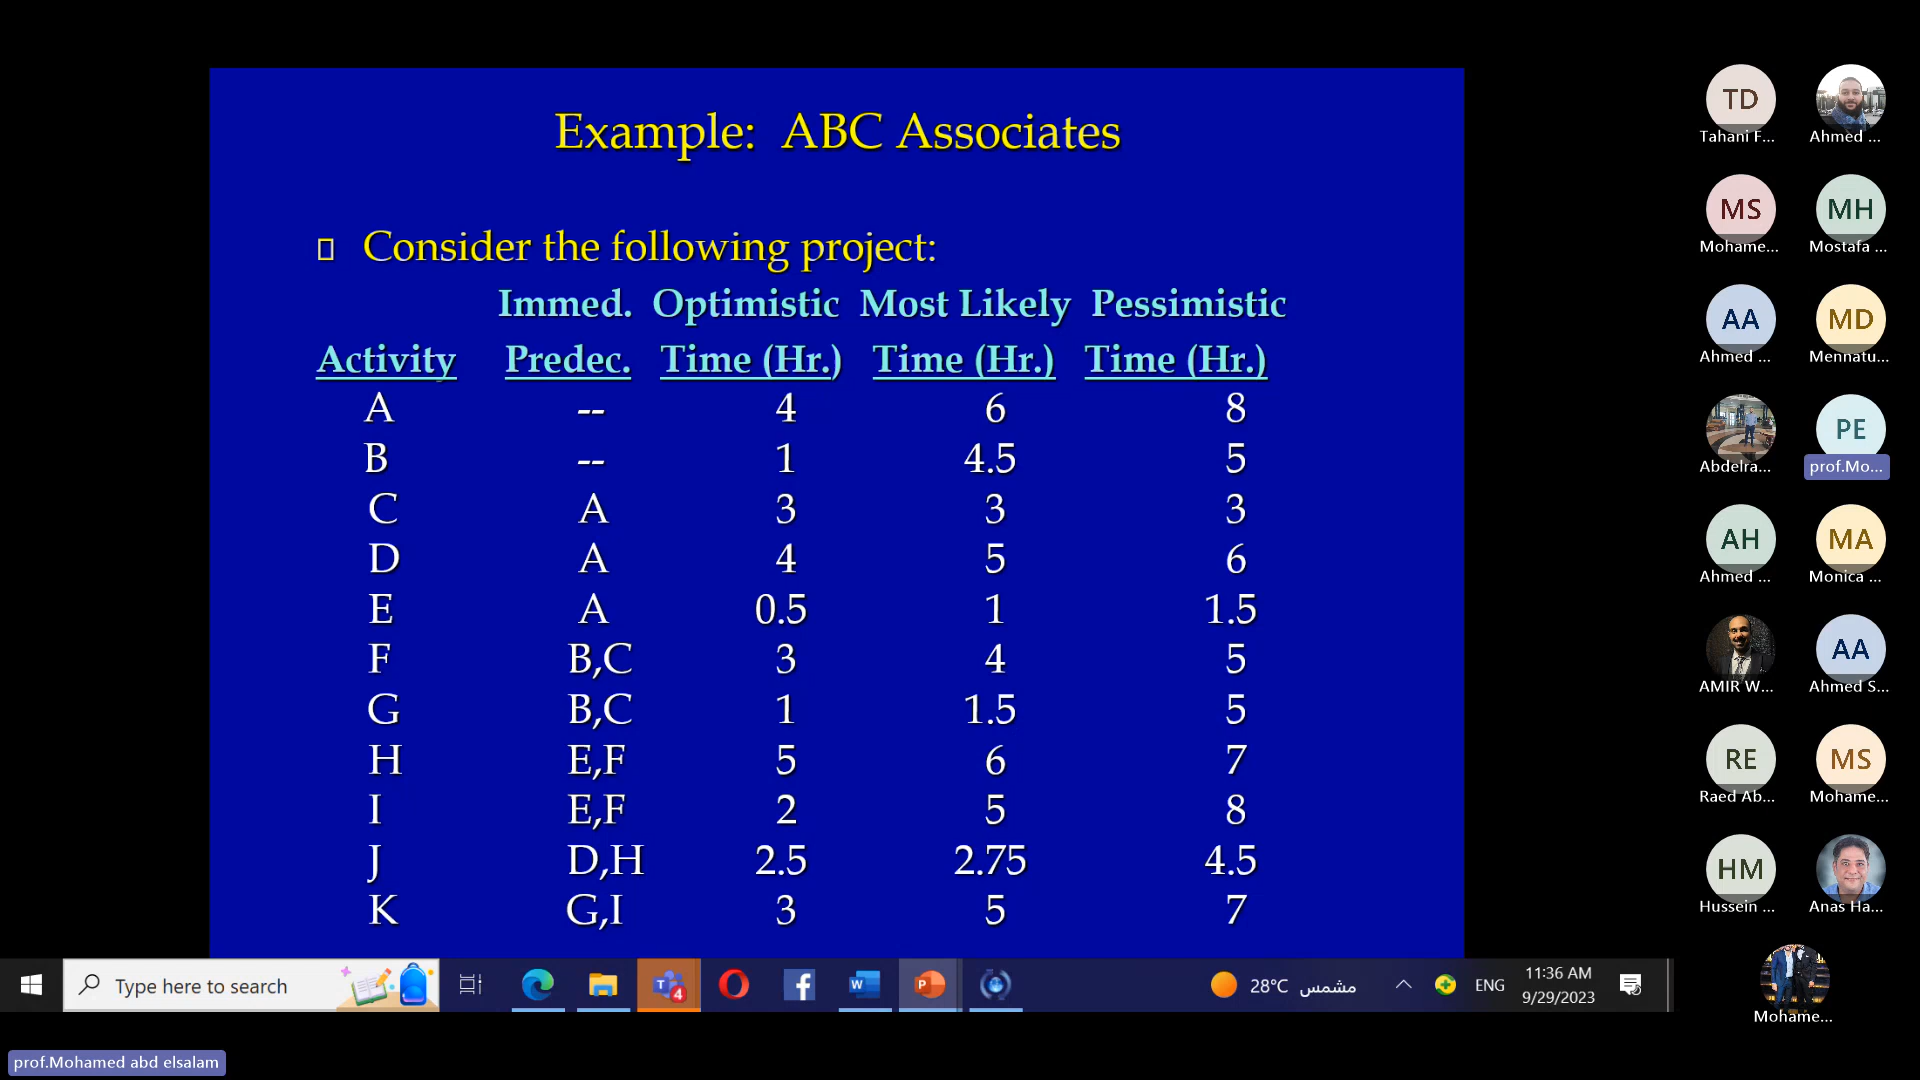 Example: ABC Associates
Consider the following project:
Immed. Optimistic Most Likely Pessimistic
Activity Predec. Time (Hr.) Time (Hr.) Time (Hr.)
A -- 4 6 8
B -- 1 4.5 5
C A 3 3 3
D A 4 5 6
E A 0.5 1 1.5
F B,C 3 4 5
G B,C 1 1.5 5
H E,F 5 6 7
I E,F 2 5 8
J D,H 2.5 2.75 4.5
K G,I 3 5 7
TD
Tahani F... Ahmed ...
MS MH
Mohame... Mostafa ...
AA MD
Ahmed ... Mennatu...
PE
Abdelra... prof.Mo...
AH MA
Ahmed ... Monica ...
AA
AMIR W... Ahmed S...
RE MS
Raed Ab... Mohame...
HM
Hussein ... Anas Ha...
Mohame...
Type here to search
T 4
W
P
28°C مشمس
ENG
11:36 AM
9/29/2023
prof.Mohamed abd elsalam